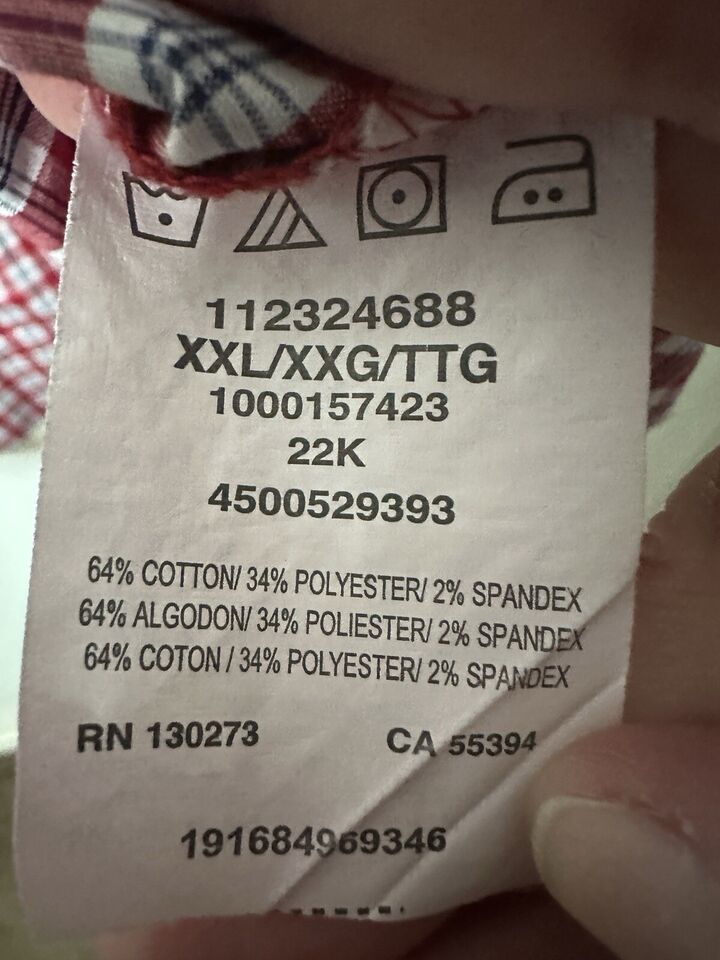 112324688
XXL/XXG/TTG
1000157423
22K
4500529393
64% COTTON/ 34% POLYESTER/ 2% SPANDEX
64% ALGODON/ 34% POLIESTER/ 2% SPANDEX
64% COTON / 34% POLYESTER/ 2% SPANDEX
RN 130273 CA 55394
191684969346